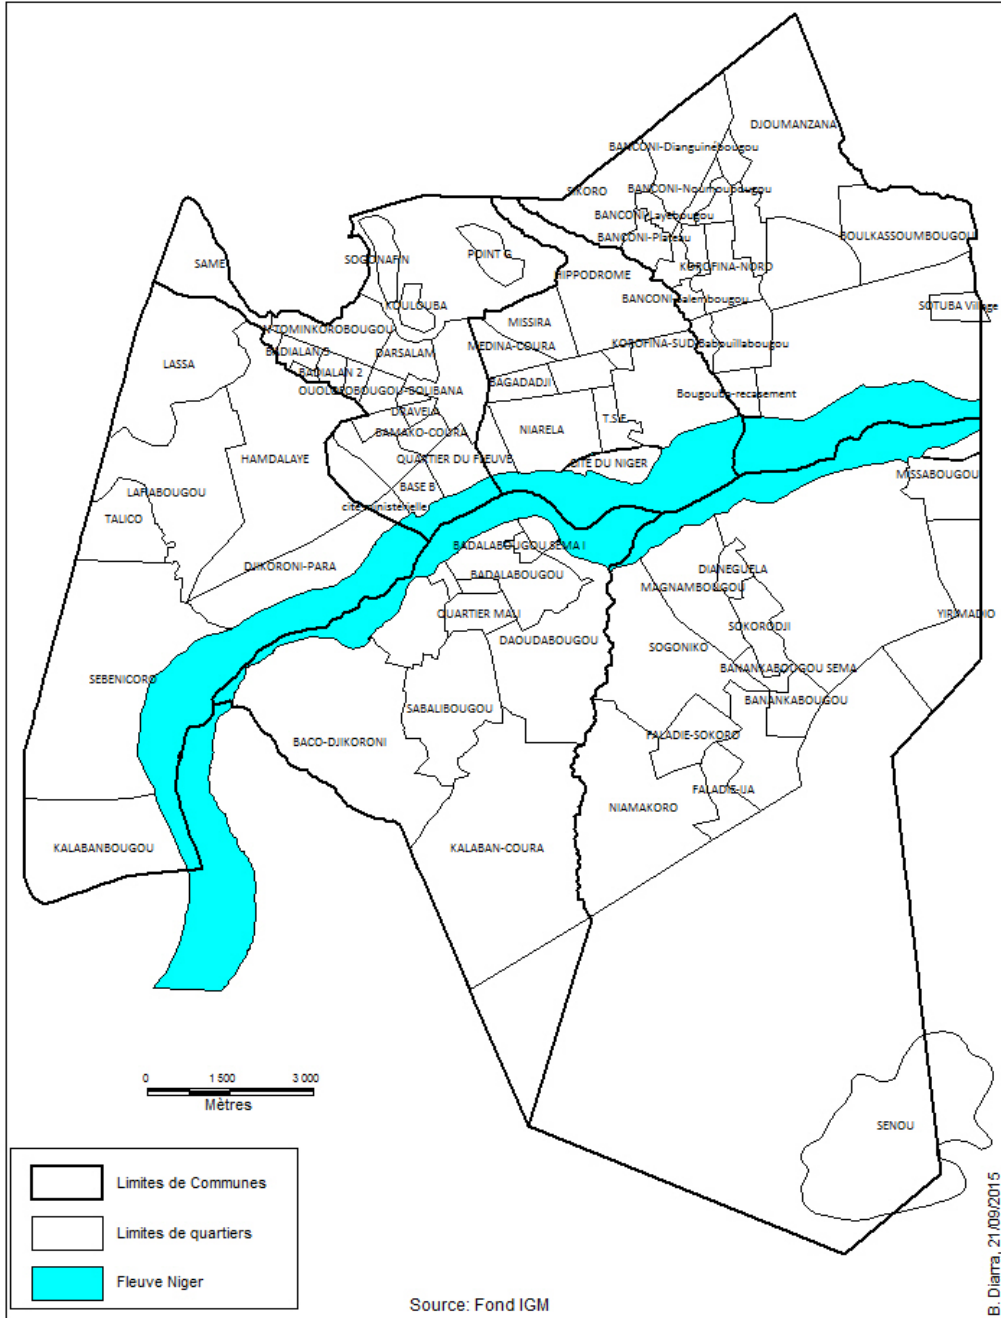 DJOUMANZANA
BANCONI-Dianguinébougou
SIKORO
BANCONI-Noumoubougou
BANCONI-Layebougou
BANCONI-Plateau
BOULKASSOUMBOUGOU
SAME
SOGONAFIN
POINT G
HIPPODROME
KOROFINA-NORD
BANCONI-Salembougou
SOTUBA Village
KOULOUBA
N'TOMINKOROBOUGOU
MISSIRA
MEDINA-COURA
KOROFINA-SUD
Babouillabougou
LASSA
BADIALAN 3
DARSALAM
BADIALAN 2
BAGADADJI
OUOLOFOBOUGOU-BOLIBANA
Bougouba-recasement
DRAVELA
T.S.F
BAMAKO-COURA
NIARELA
HAMDALAYE
QUARTIER DU FLEUVE
CITE DU NIGER
MISSABOUGOU
LAFIABOUGOU
BASE B
cité ministérielle
TALICO
BADALABOUGOU SEMA I
DJIKORONI-PARA
BADALABOUGOU
DIANEGUELA
MAGNAMBOUGOU
QUARTIER MALI
YIRIMADIO
DAOUDABOUGOU
SOKORODJI
SOGONIKO
SEBENICORO
BANANKABOUGOU SEMA
SABALIBOUGOU
BANANKABOUGOU
BACO-DJIKORONI
FALADIE-SOKORO
FALADIE-IJA
NIAMAKORO
KALABANBOUGOU
KALABAN-COURA
0 1 500 3 000
Mètres
SENOU
Limites de Communes
Limites de quartiers
Fleuve Niger
Source: Fond IGM
B. Diarra, 21/09/2015